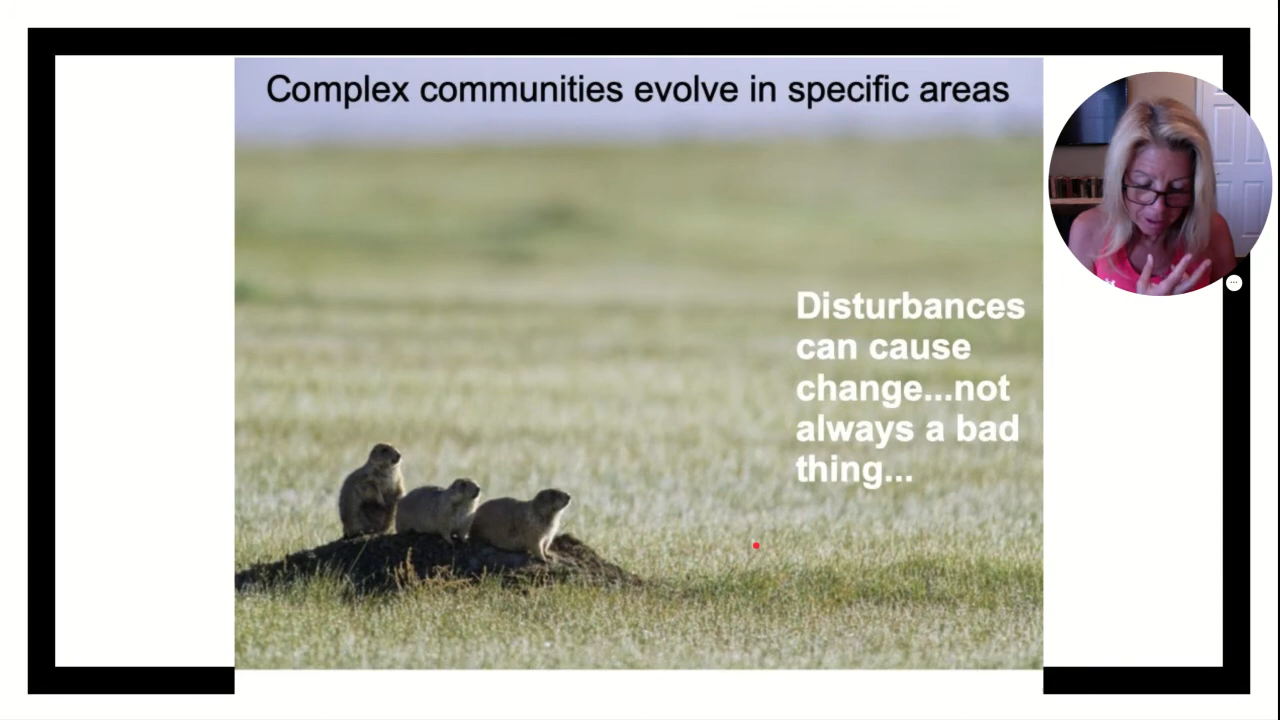 Complex communities evolve in specific areas
Disturbances
can cause
change...not
always a bad
thing...